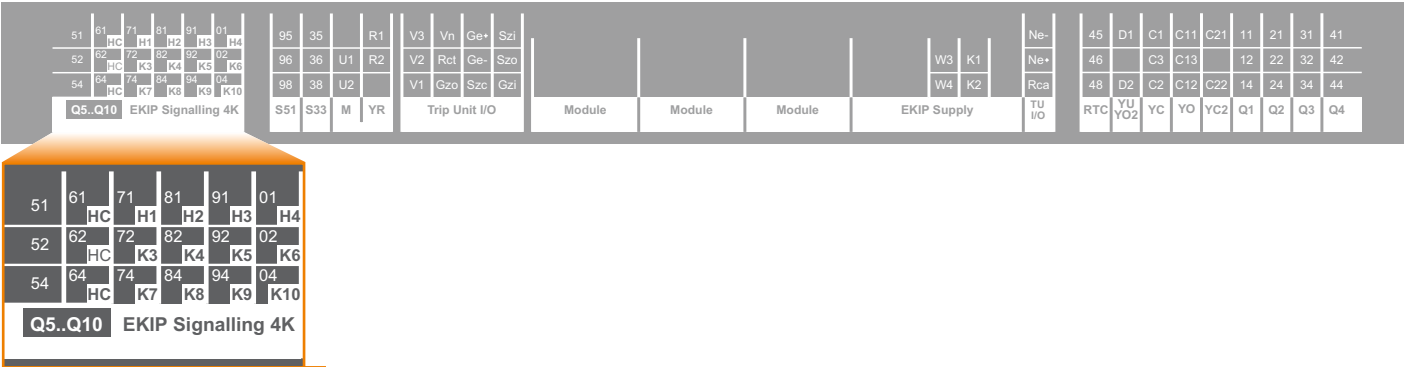 51 61 HC 71 H1 81 H2 91 H3 01 H4 95 35 R1 V3 Vn Ge+ Szi Ne- 45 D1 C1 C11 C21 11 21 31 41
52 62 HC 72 K3 82 K4 92 K5 02 K6 96 36 U1 R2 V2 Rct Ge- Szo W3 K1 Ne+ 46 C3 C13 12 22 32 42
54 64 HC 74 K7 84 K8 94 K9 04 K10 98 38 U2 V1 Gzo Szc Gzi W4 K2 Rca 48 D2 C2 C12 C22 14 24 34 44
Q5..Q10 EKIP Signalling 4K S51 S33 M YR Trip Unit I/O Module Module Module EKIP Supply TU I/O RTC YU YO2 YC YO YC2 Q1 Q2 Q3 Q4
51 61 HC 71 H1 81 H2 91 H3 01 H4
52 62 HC 72 K3 82 K4 92 K5 02 K6
54 64 HC 74 K7 84 K8 94 K9 04 K10
Q5..Q10 EKIP Signalling 4K